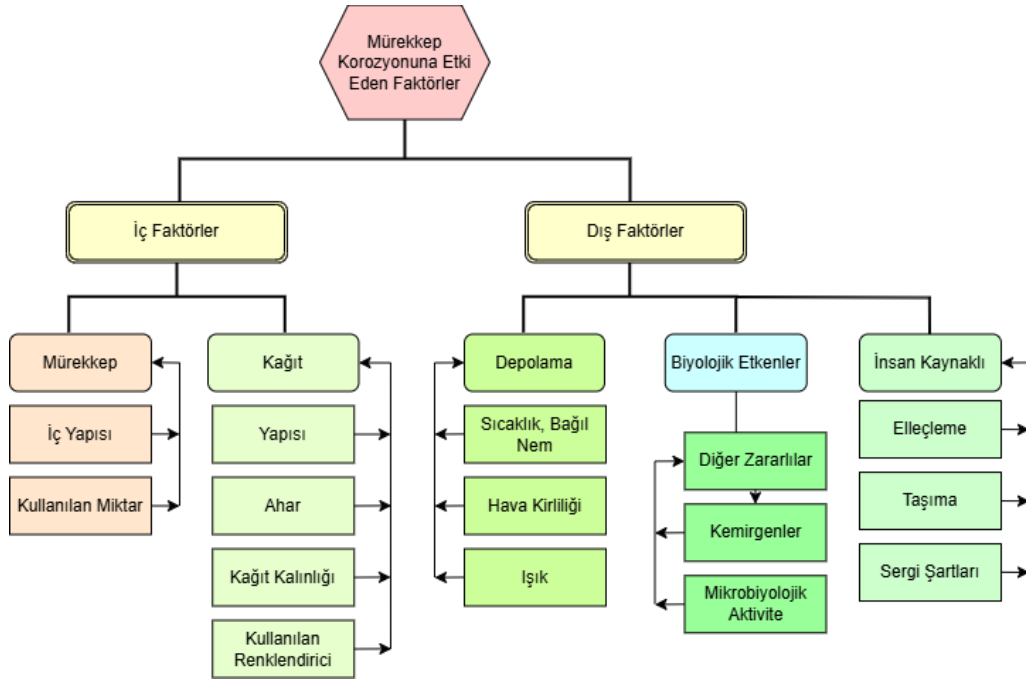 Mürekkep
Korozyonuna Etki
Eden Faktörler
İç Faktörler
Dış Faktörler
Mürekkep
İç Yapısı
Kullanılan Miktar
Kağıt
Yapısı
Ahar
Kağıt Kalınlığı
Kullanılan
Renklendirici
Depolama
Sıcaklık, Bağıl
Nem
Hava Kirliliği
Işık
Biyolojik Etkenler
Diğer Zararlılar
Kemirgenler
Mikrobiyolojik
Aktivite
İnsan Kaynaklı
Elleçleme
Taşıma
Sergi Şartları